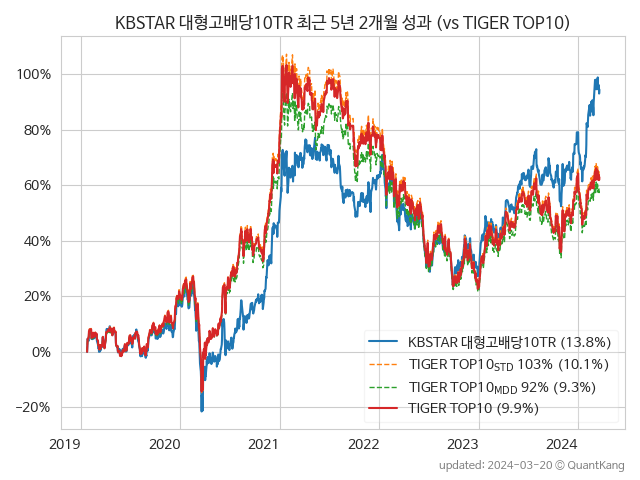 KBSTAR 대형고배당10TR 최근 5년 2개월 성과 (vs TIGER TOP10)
100%
80%
60%
40%
20%
0%
−20%
KBSTAR 대형고배당10TR (13.8%)
TIGER TOP10STD 103% (10.1%)
TIGER TOP10MDD 92% (9.3%)
TIGER TOP10 (9.9%)
2019 2020 2021 2022 2023 2024
updated: 2024-03-20 © QuantKang